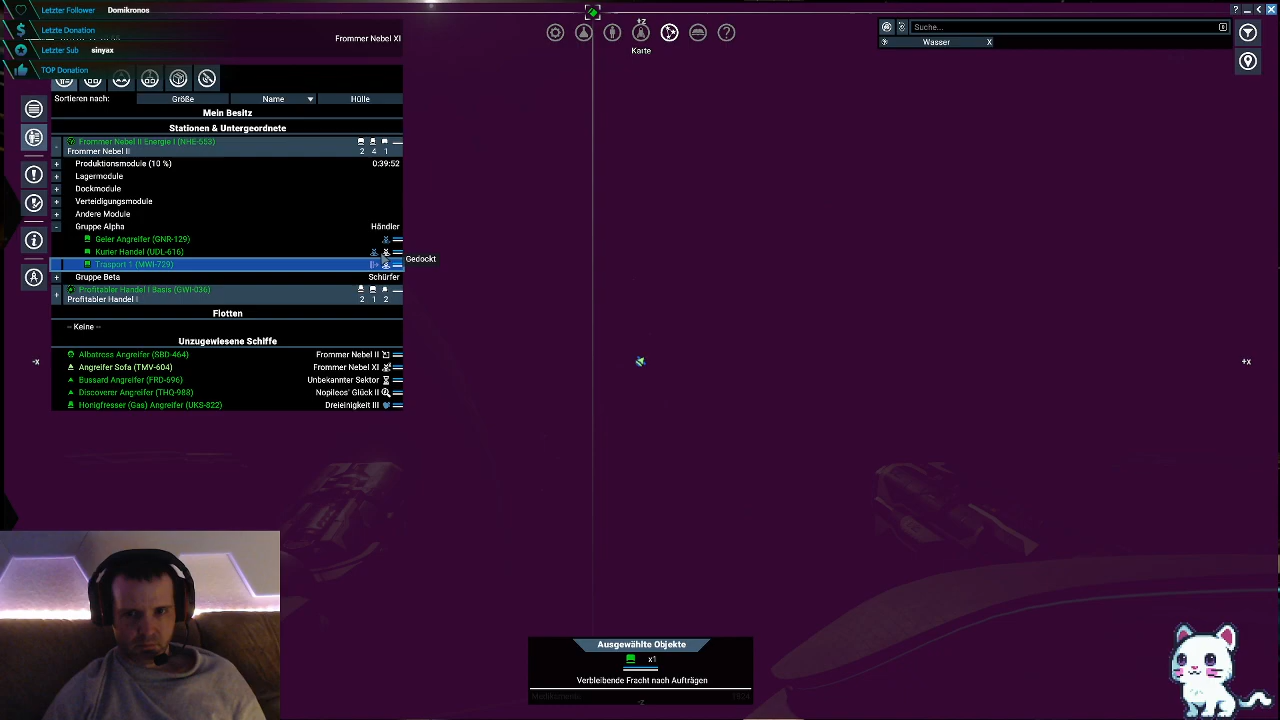 Letzter Follower Domikronos
Letzte Donation
Letzter Sub sinyax
TOP Donation
Frommer Nebel XI
+z
Karte
Suche...
Wasser X
Sortieren nach: Größe Name Hülle
Mein Besitz
Stationen & Untergeordnete
Frommer Nebel II Energie I (NHE-553)
Frommer Nebel II 2 4 1
+ Produktionsmodule (10 %) 0:39:52
+ Lagermodule
+ Dockmodule
+ Verteidigungsmodule
+ Andere Module
- Gruppe Alpha Händler
Geier Angreifer (GNR-129)
Kurier Handel (UDL-616)
Gedockt
Trasport 1 (MWI-729)
+ Gruppe Beta Schürfer
Profitabler Handel I Basis (GWI-036)
+ Profitabler Handel I 2 1 2
Flotten
-- Keine --
Unzugewiesene Schiffe
Albatross Angreifer (SBD-464) Frommer Nebel II
Angreifer Sofa (TMV-604) Frommer Nebel XI
Bussard Angreifer (FRD-696) Unbekannter Sektor
Discoverer Angreifer (THQ-988) Nopileos' Glück II
Honigfresser (Gas) Angreifer (UKS-822) Dreieinigkeit III
-x
+x
Ausgewählte Objekte
x1
Verbleibende Fracht nach Aufträgen
Medikamente
-z